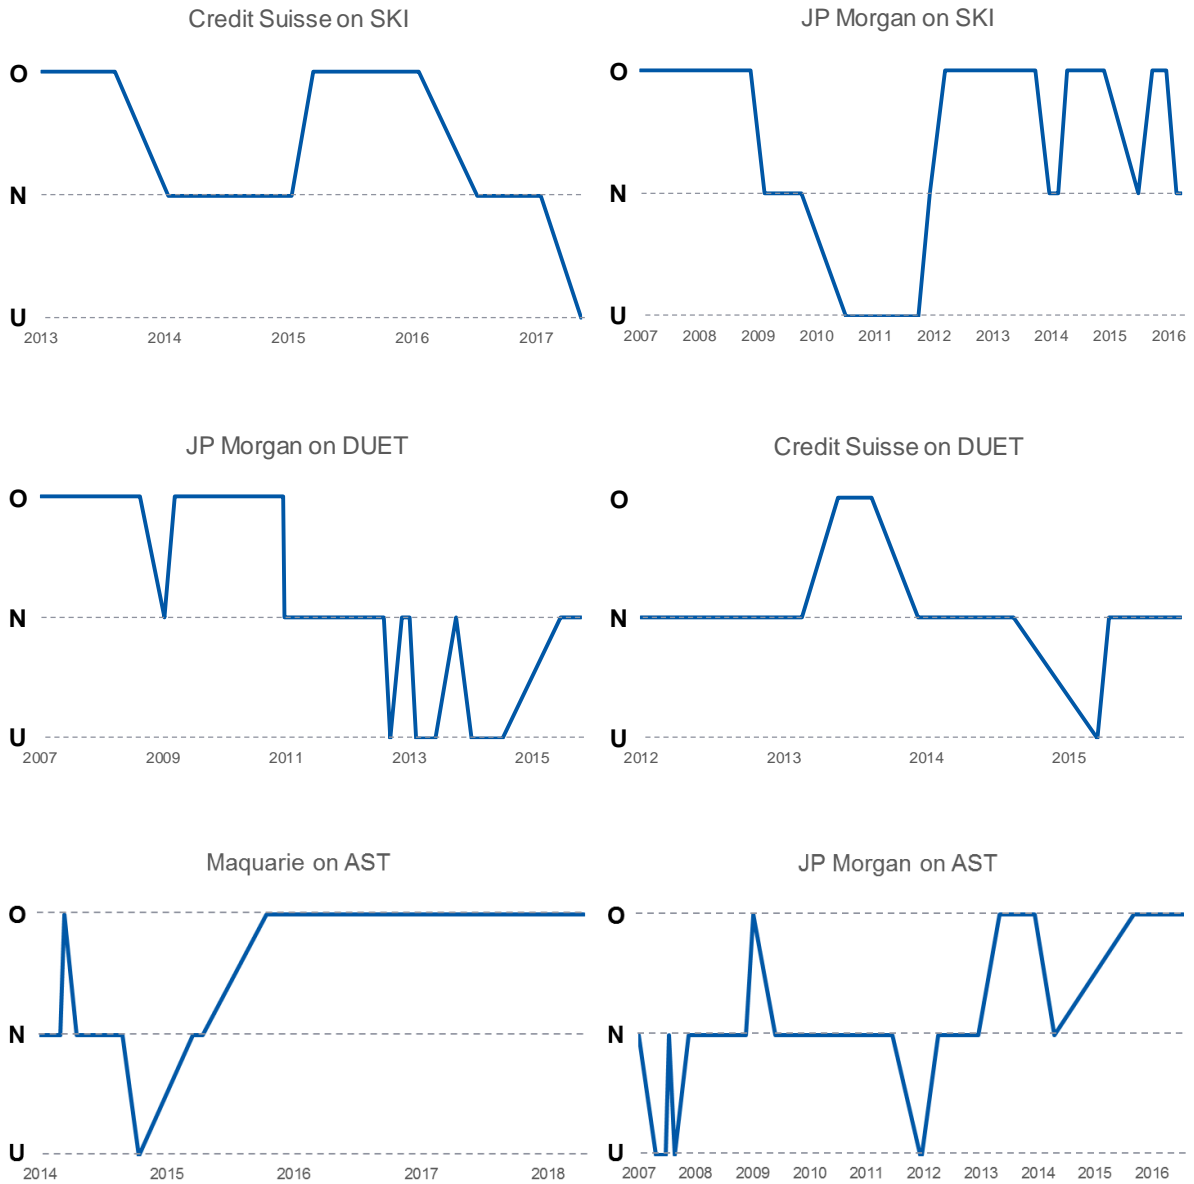 Credit Suisse on SKI
O
N
U
2013 2014 2015 2016 2017
JP Morgan on SKI
O
N
U
2007 2008 2009 2010 2011 2012 2013 2014 2015 2016
JP Morgan on DUET
O
N
U
2007 2009 2011 2013 2015
Credit Suisse on DUET
O
N
U
2012 2013 2014 2015
Maquarie on AST
O
N
U
2014 2015 2016 2017 2018
JP Morgan on AST
O
N
U
2007 2008 2009 2010 2011 2012 2013 2014 2015 2016